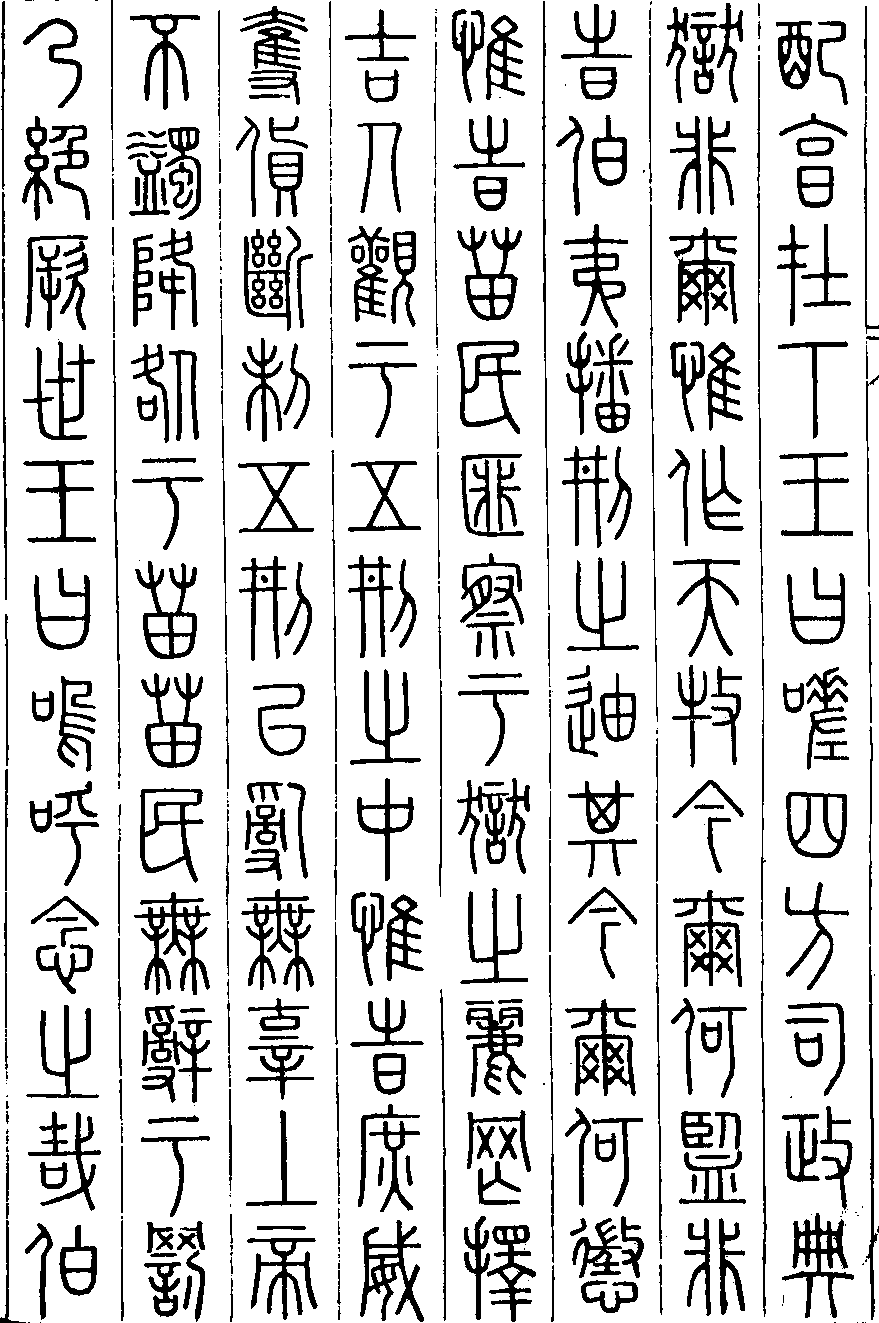 配享在下王曰嗟四方司政典
獄非爾惟作天牧今爾何監非
時伯夷播刑之迪其今爾何懲
惟時苗民匪察于獄之麗罔擇
吉人觀于五刑之中惟時庶威
奪貨斷制五刑以亂無辜上帝
不蠲降咎于苗苗民無辭于罰
乃絕厥世王曰嗚呼念之哉伯